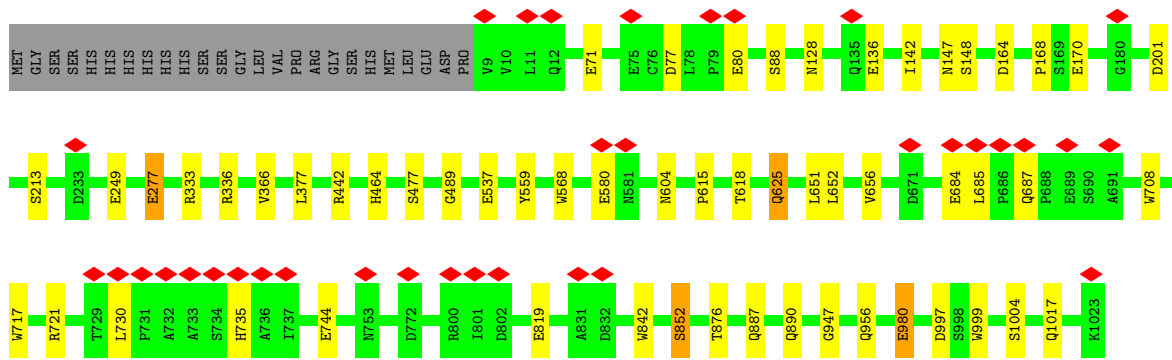 MET GLY SER SER HIS HIS HIS HIS HIS HIS SER SER GLY LEU VAL PRO ARG GLY SER HIS MET LEU GLU ASP PRO V9 V10 L11 Q12 E71 E75 C76 D77 L78 P79 E80 S88 N128 Q135 E136 I142 N147 S148 D164 P168 S169 E170 G180 D201
S213 D233 E249 E277 R333 R336 V366 L377 R442 H464 S477 G489 E537 Y559 W568 E580 N581 N604 P615 T618 Q625 L651 L652 V656 D671 E684 L685 P686 Q687 P688 E689 S690 A691 W708
W717 R721 T729 L730 P731 A732 A733 S734 H735 A736 I737 E744 N753 D772 R800 I801 D802 E819 A831 D832 W842 S852 T876 Q887 Q890 G947 Q956 E980 D997 S998 W999 S1004 Q1017 K1023